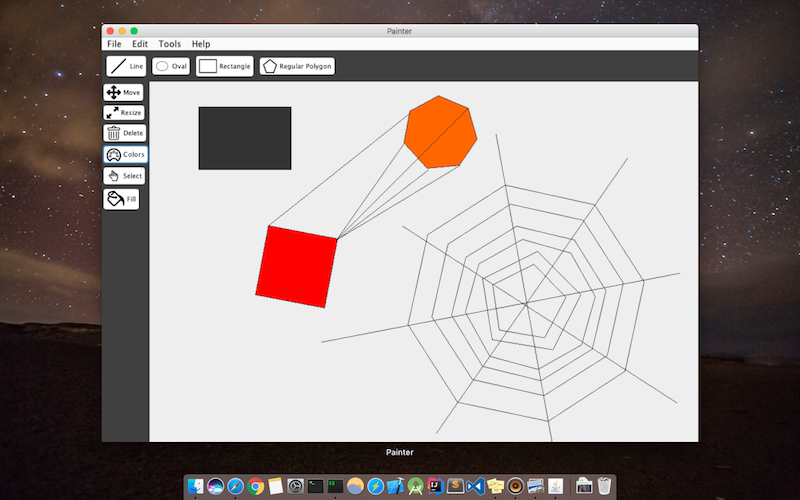 Painter
File Edit Tools Help
Line Oval Rectangle Regular Polygon
Move
Resize
Delete
Colors
Select
Fill
Painter